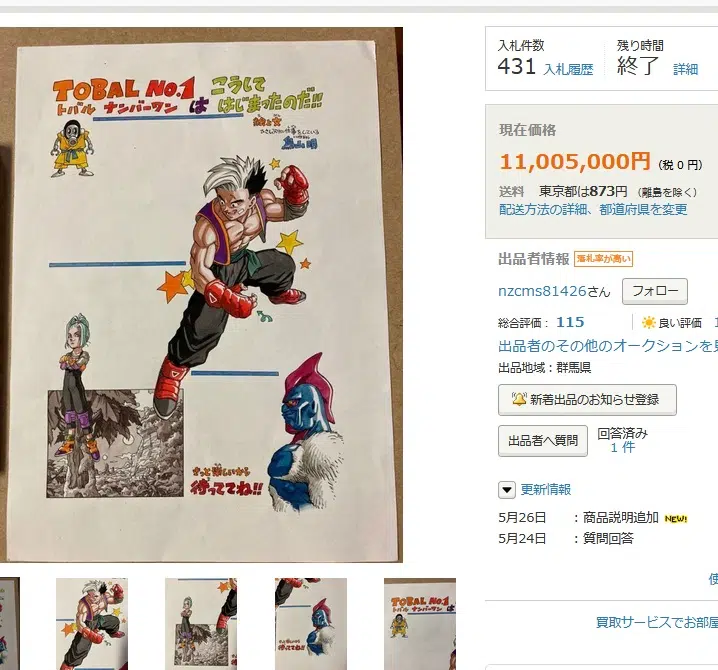 TOBAL No.1
トバル ナンバーワン は
こうして
はじまったのだ!!
絵と文
鳥山明
きっと楽しいから
待っててね!!
入札件数
431 入札履歴
残り時間
終了 詳細
現在価格
11,005,000円 (税 0 円)
送料 東京都は873円 (離島を除く)
配送方法の詳細、都道府県を変更
出品者情報 落札率が高い
nzcms81426さん フォロー
総合評価: 115
良い評価 1
出品者のその他のオークションを見
出品地域:群馬県
新着出品のお知らせ登録
出品者へ質問
回答済み
1 件
更新情報
5月26日 :商品説明追加 NEW!
5月24日 :質問回答
使
買取サービスでお部屋
TOBAL No.1
トバル ナンバーワン は